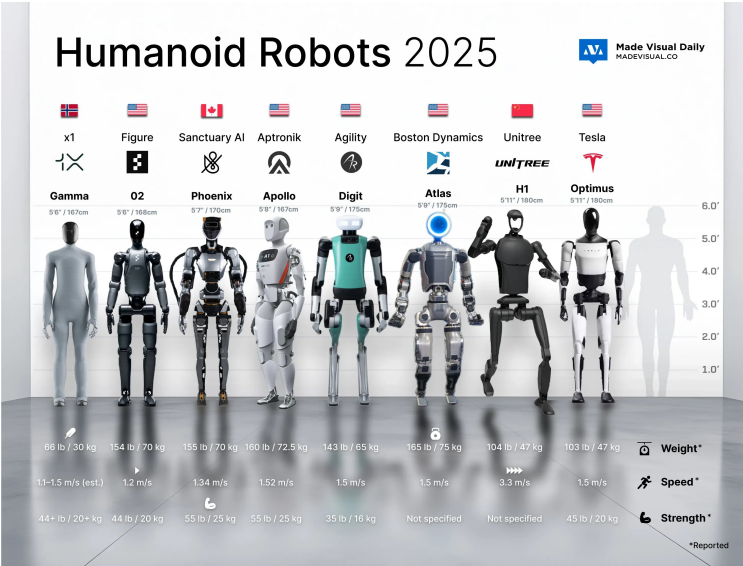 Humanoid Robots 2025
Made Visual Daily
MADEVISUAL.CO
x1 Figure Sanctuary AI Aptronik Agility Boston Dynamics Unitree Tesla
UNITREE
Gamma 02 Phoenix Apollo Digit Atlas H1 Optimus
5'6" / 167cm 5'6" / 168cm 5'7" / 170cm 5'8" / 167cm 5'9" / 175cm 5'9" / 175cm 5'11" / 180cm 5'11" / 180cm
6.0'
5.0'
4.0'
3.0'
2.0'
1.0'
66 lb / 30 kg 154 lb / 70 kg 155 lb / 70 kg 160 lb / 72.5 kg 143 lb / 65 kg 165 lb / 75 kg 104 lb / 47 kg 103 lb / 47 kg Weight*
1.1–1.5 m/s (est.) 1.2 m/s 1.34 m/s 1.52 m/s 1.5 m/s 1.5 m/s 3.3 m/s 1.5 m/s Speed*
44+ lb / 20+ kg 44 lb / 20 kg 55 lb / 25 kg 55 lb / 25 kg 35 lb / 16 kg Not specified Not specified 45 lb / 20 kg Strength*
*Reported